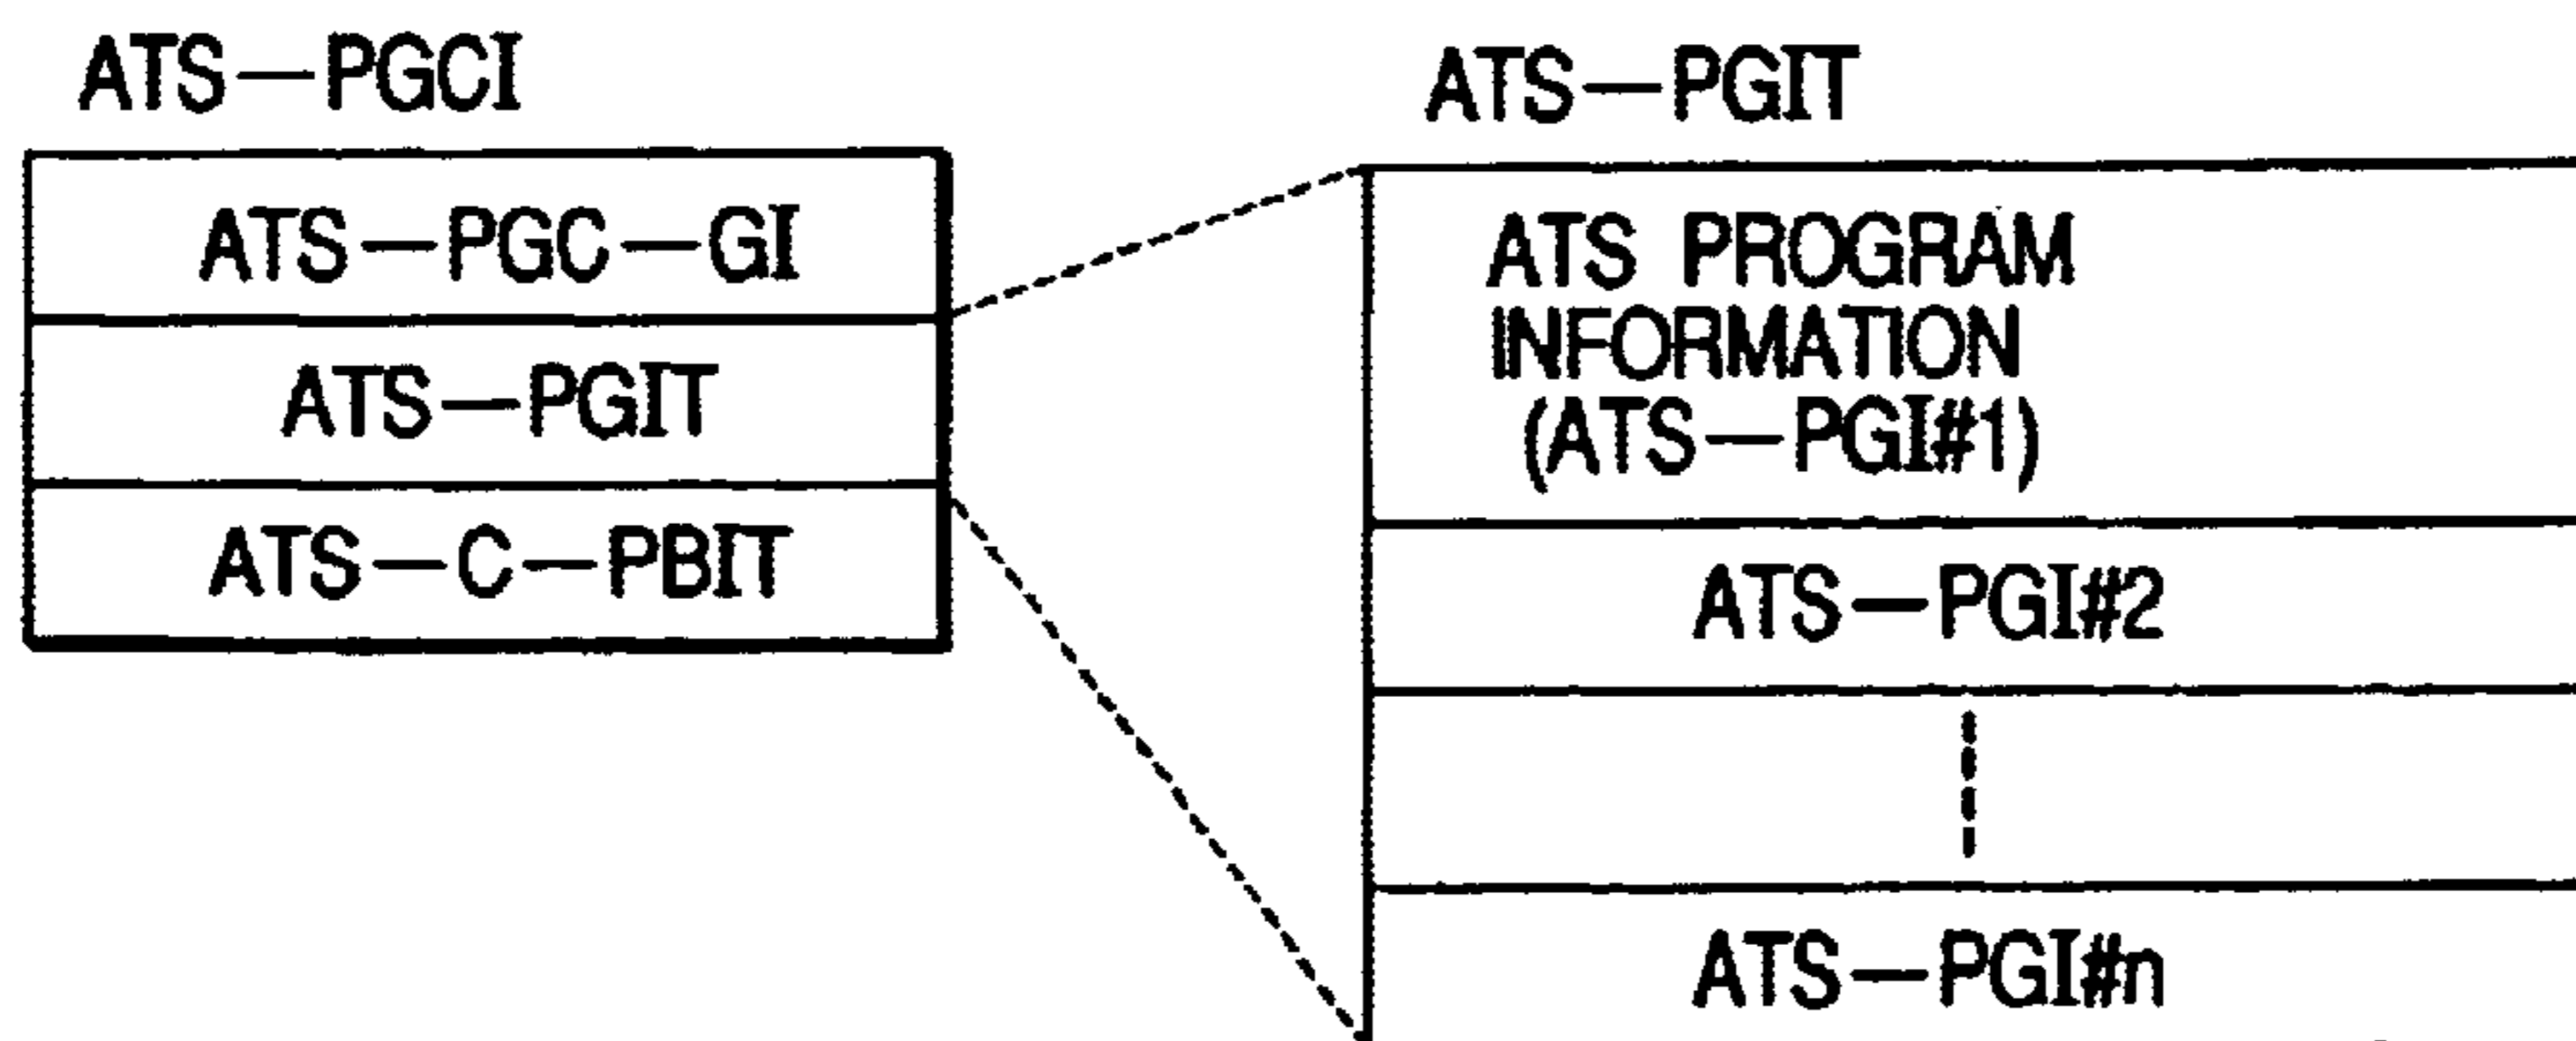 ATS—PGCI
ATS—PGC—GI
ATS—PGIT
ATS—C—PBIT
ATS—PGIT
ATS PROGRAM
INFORMATION
(ATS—PGI#1)
ATS—PGI#2
ATS—PGI#n